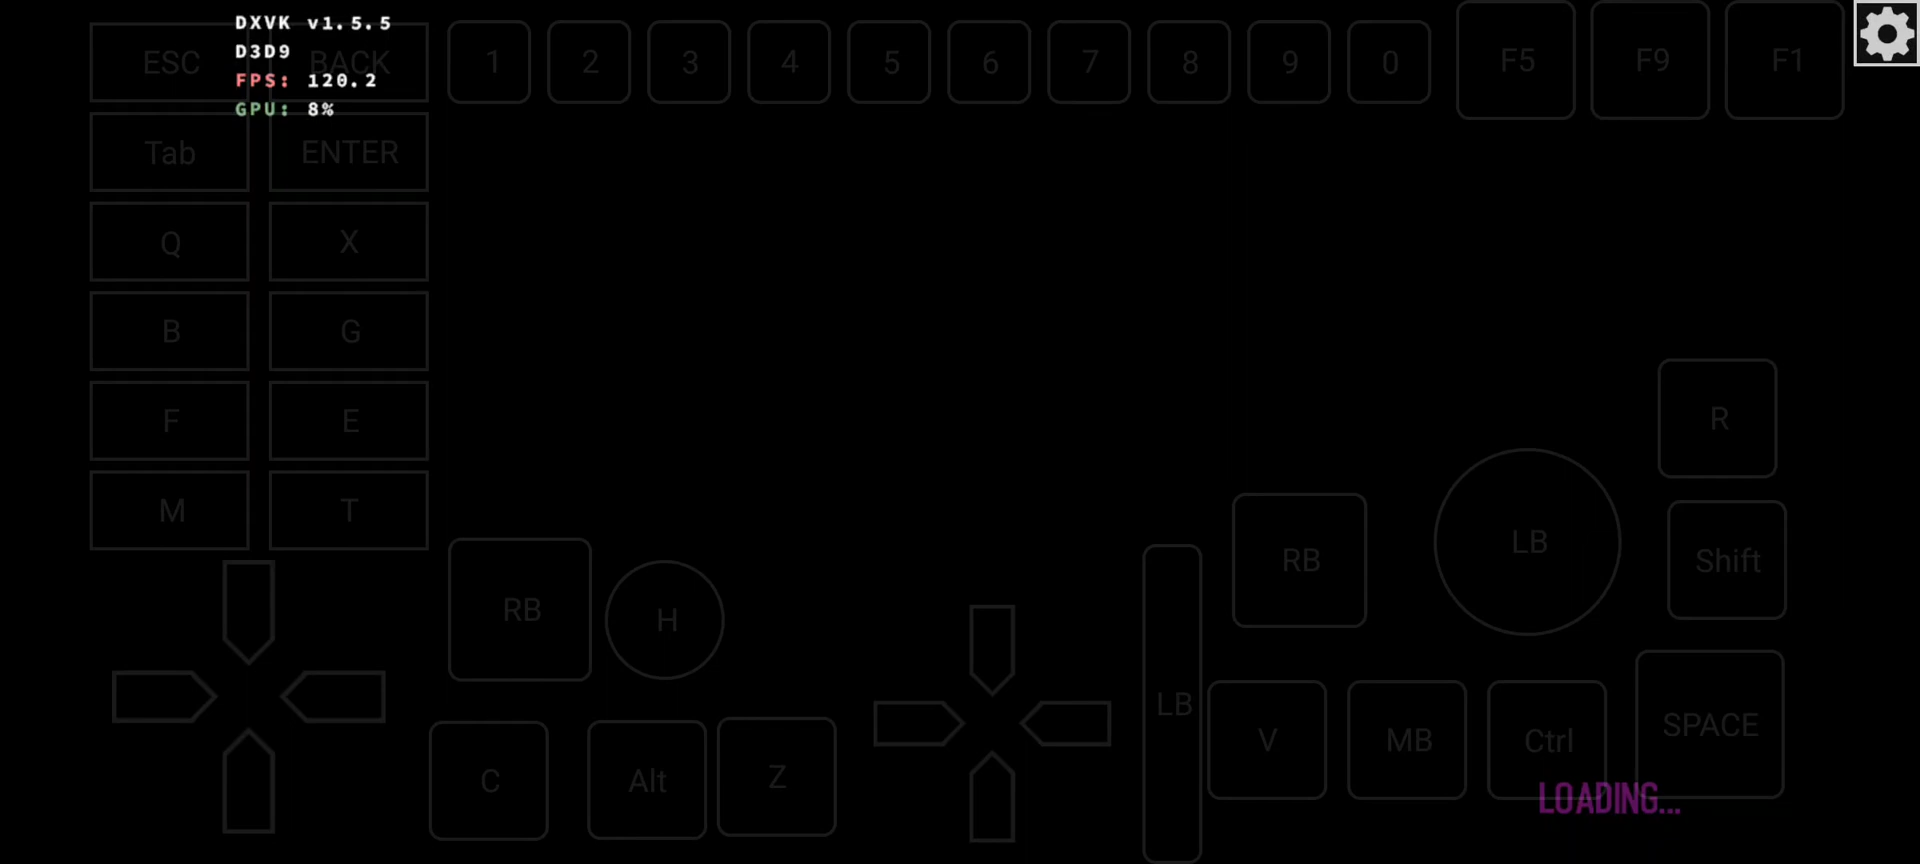 DXVK v1.5.5
D3D9
FPS: 120.2
GPU: 8%
ESC BACK 1 2 3 4 5 6 7 8 9 0 F5 F9 F1
Tab ENTER
Q X
B G
F E R
M T
RB H RB LB Shift
C Alt Z LB V MB Ctrl SPACE
LOADING...